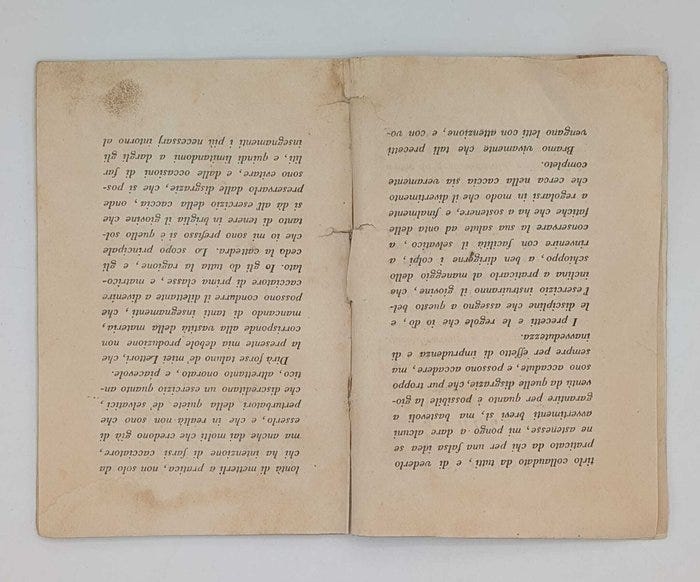 tirlo collaudato da tutti, e di vederlo
praticato da chi per una falsa idea se
ne astenesse, mi pongo a dare alcuni
avvertimenti brevi sì, ma bastevoli a
garantire per quanto è possibile la gio-
ventù da quelle disgrazie, che pur troppo
sono accadute, e possono accadere, ma
sempre per effetto di imprudenza e di
inavvedutezza.
I precetti e le regole che io dò, e
le discipline che assegno a questo bel-
l'esercizio instruiranno il giovine, che
inclina a praticarlo al maneggio dello
schioppo, a ben dirigerne i colpi, a
rinvenire con facilità il selvatico, a
conservare la sua salute ad onta delle
fatiche che ha a sostenere, e finalmente
a regolarsi in modo che il divertimento
che cerca nella caccia sia veramente
completo.
Bramo vivamente che tali precetti
vengano letti con attenzione, e con vo-
lontà di metterli a pratica, non solo da
chi ha intenzione di farsi cacciatore,
ma anche dai molti che credono già di
esserlo, e che in realtà non sono che
perturbatori della quiete de' selvatici,
che discreditano un esercizio quanto an-
tico, altrettanto onorato, e piacevole.
Dirà forse taluno de' miei Lettori, che
la presente mia debole produzione non
corrisponde alla vastità della materia,
mancando di tanti insegnamenti, che
possono condurre il dilettante a divenire
cacciatore di prima classe, e matrico-
lato. Io gli do tutta la ragione, e gli
cedo la cattedra. Lo scopo principale
che io mi sono prefisso si è quello sol-
tanto di tenere in briglia il giovine che
si dà all esercizio della caccia, onde
preservarlo dalle disgrazie, che si pos-
sono evitare, e dalle occasioni di far
liti, e quindi limitandomi a dargli gli
insegnamenti i più necessarj intorno al